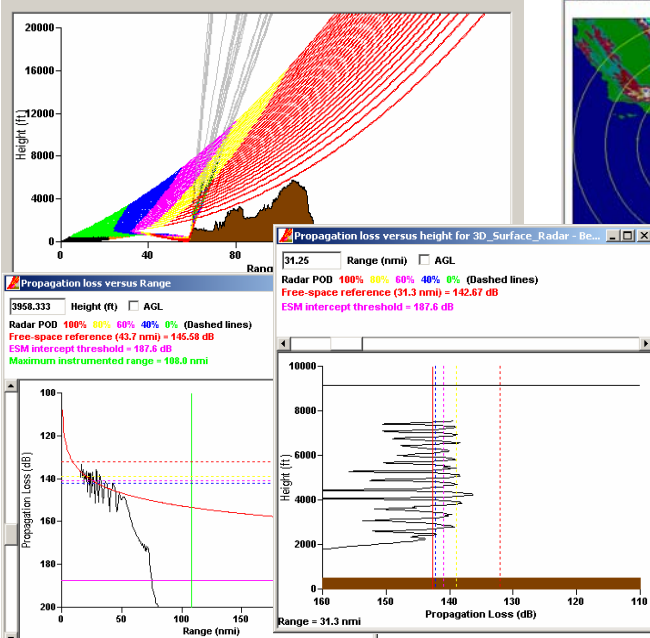 20000
16000
12000
8000
4000
0
Height (ft)
0 40 80
Range
Propagation loss versus height for 3D_Surface_Radar - Be...
31.25 Range (nmi) AGL
Radar POD 100% 80% 60% 40% 0% (Dashed lines)
Free-space reference (31.3 nmi) = 142.67 dB
ESM intercept threshold = 187.6 dB
10000
8000
6000
4000
2000
0
Height (ft)
160 150 140 130 120 110
Propagation Loss (dB)
Range = 31.3 nmi
Propagation loss versus Range
3958.333 Height (ft) AGL
Radar POD 100% 80% 60% 40% 0% (Dashed lines)
Free-space reference (43.7 nmi) = 145.58 dB
ESM intercept threshold = 187.6 dB
Maximum instrumented range = 108.0 nmi
100
120
140
160
180
200
Propagation Loss (dB)
0 50 100 150
Range (nmi)